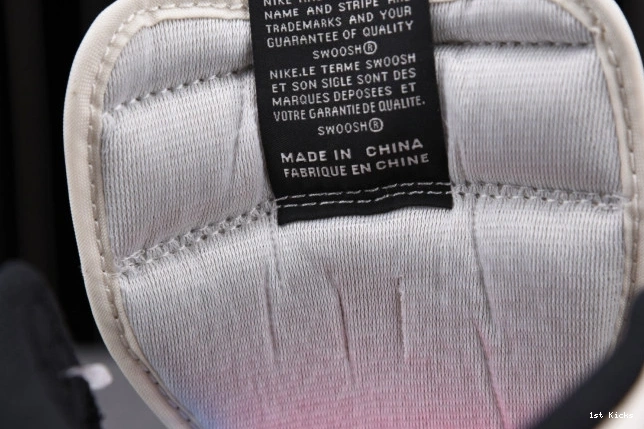 NAME AND STRIPE ARE
TRADEMARKS AND YOUR
GUARANTEE OF QUALITY
SWOOSH®
NIKE.LE TERME SWOOSH
ET SON SIGLE SONT DES
MARQUES DEPOSEES ET
VOTRE GARANTIE DE QUALITE.
SWOOSH®
MADE IN CHINA
FABRIQUE EN CHINE
1st Kicks